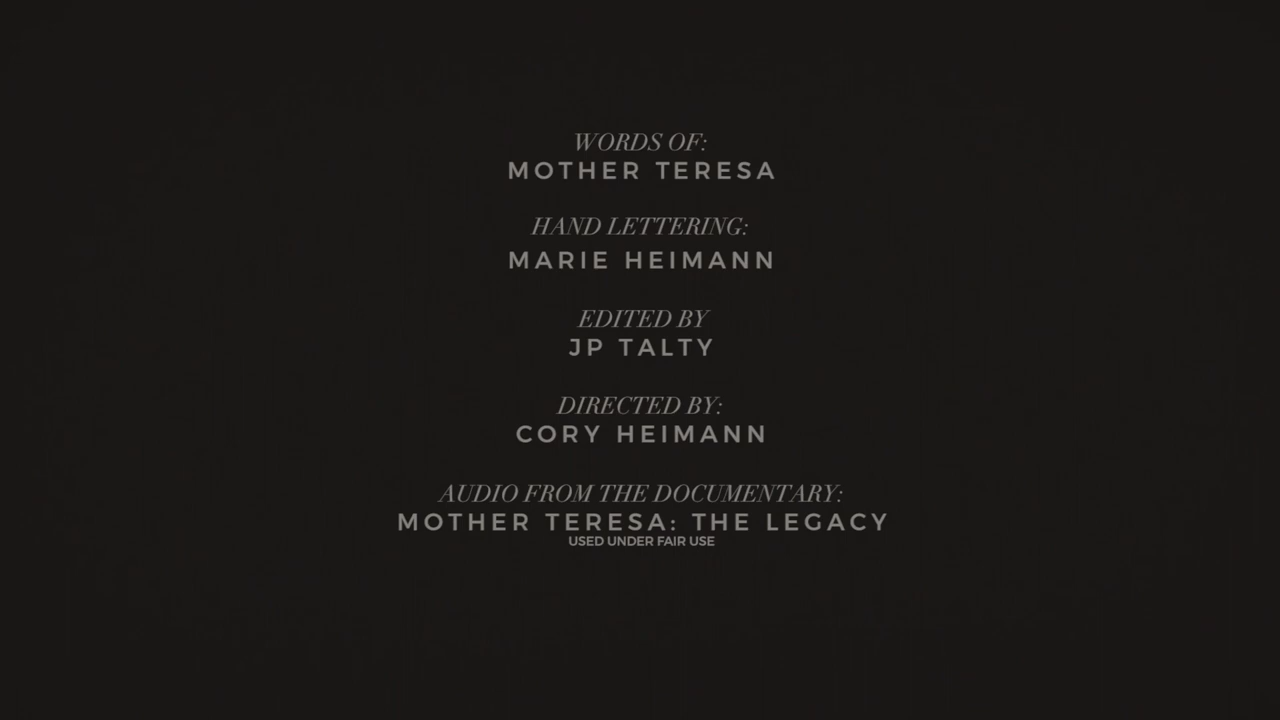 WORDS OF:
MOTHER TERESA
HAND LETTERING:
MARIE HEIMANN
EDITED BY
JP TALTY
DIRECTED BY:
CORY HEIMANN
AUDIO FROM THE DOCUMENTARY:
MOTHER TERESA: THE LEGACY
USED UNDER FAIR USE